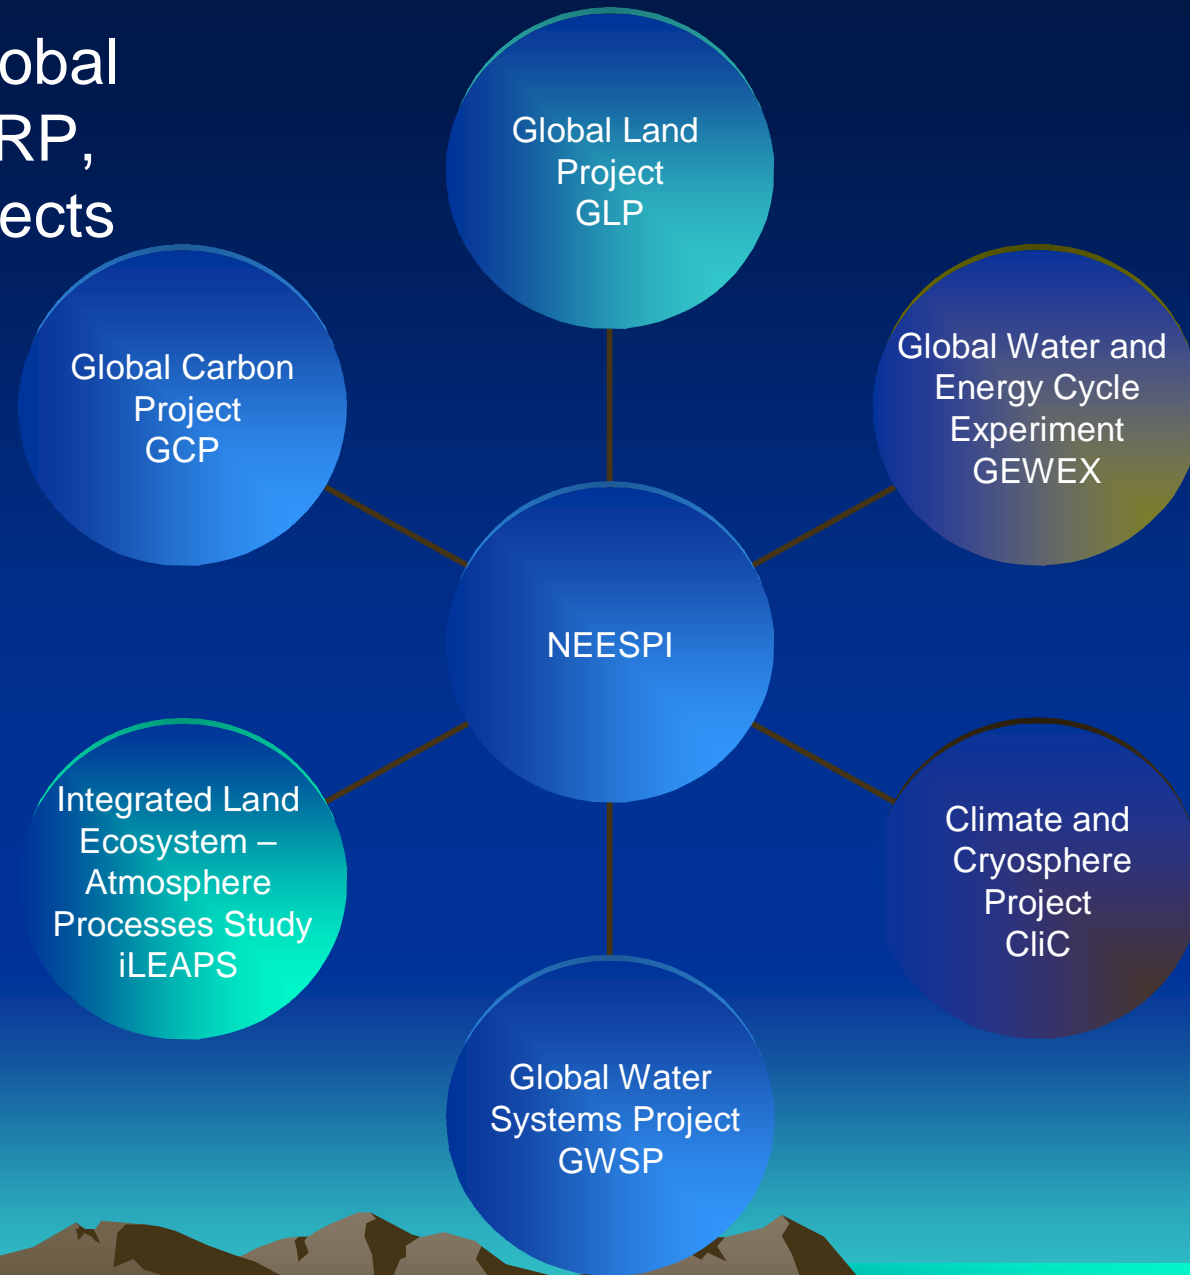 obal
RP,
ects
Global Land
Project
GLP
Global Carbon
Project
GCP
Global Water and
Energy Cycle
Experiment
GEWEX
NEESPI
Integrated Land
Ecosystem –
Atmosphere
Processes Study
iLEAPS
Climate and
Cryosphere
Project
CliC
Global Water
Systems Project
GWSP